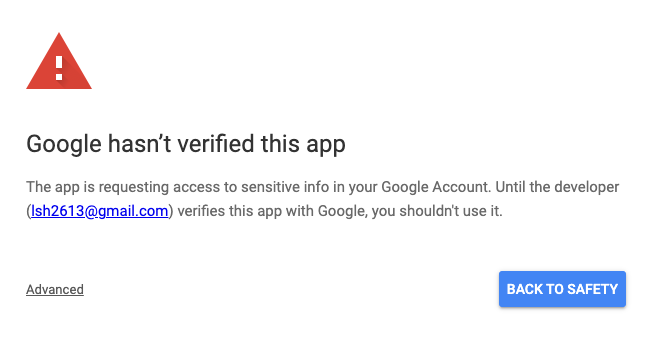 Google hasn’t verified this app
The app is requesting access to sensitive info in your Google Account. Until the developer
(lsh2613@gmail.com) verifies this app with Google, you shouldn't use it.
Advanced
BACK TO SAFETY